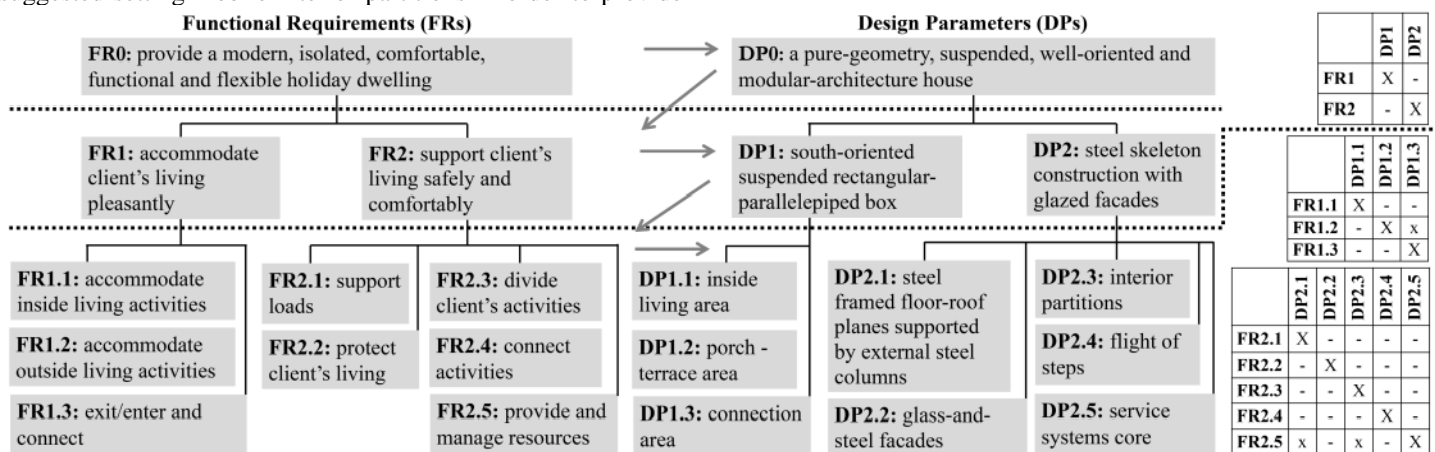 Functional Requirements (FRs)
Design Parameters (DPs)
FR0: provide a modern, isolated, comfortable,
functional and flexible holiday dwelling
DP0: a pure-geometry, suspended, well-oriented and
modular-architecture house
DP1 DP2
FR1 X -
FR2 - X
FR1: accommodate
client's living
pleasantly
FR2: support client's
living safely and
comfortably
DP1: south-oriented
suspended rectangular-
parallelepiped box
DP2: steel skeleton
construction with
glazed facades
DP1.1 DP1.2 DP1.3
FR1.1 X - -
FR1.2 - X x
FR1.3 - - X
FR1.1: accommodate
inside living activities
FR1.2: accommodate
outside living activities
FR1.3: exit/enter and
connect
FR2.1: support
loads
FR2.2: protect
client's living
FR2.3: divide
client's activities
FR2.4: connect
activities
FR2.5: provide and
manage resources
DP1.1: inside
living area
DP1.2: porch -
terrace area
DP1.3: connection
area
DP2.1: steel
framed floor-roof
planes supported
by external steel
columns
DP2.2: glass-and-
steel facades
DP2.3: interior
partitions
DP2.4: flight of
steps
DP2.5: service
systems core
DP2.1 DP2.2 DP2.3 DP2.4 DP2.5
FR2.1 X - - - -
FR2.2 - X - - -
FR2.3 - - X - -
FR2.4 - - - X -
FR2.5 x - x - X